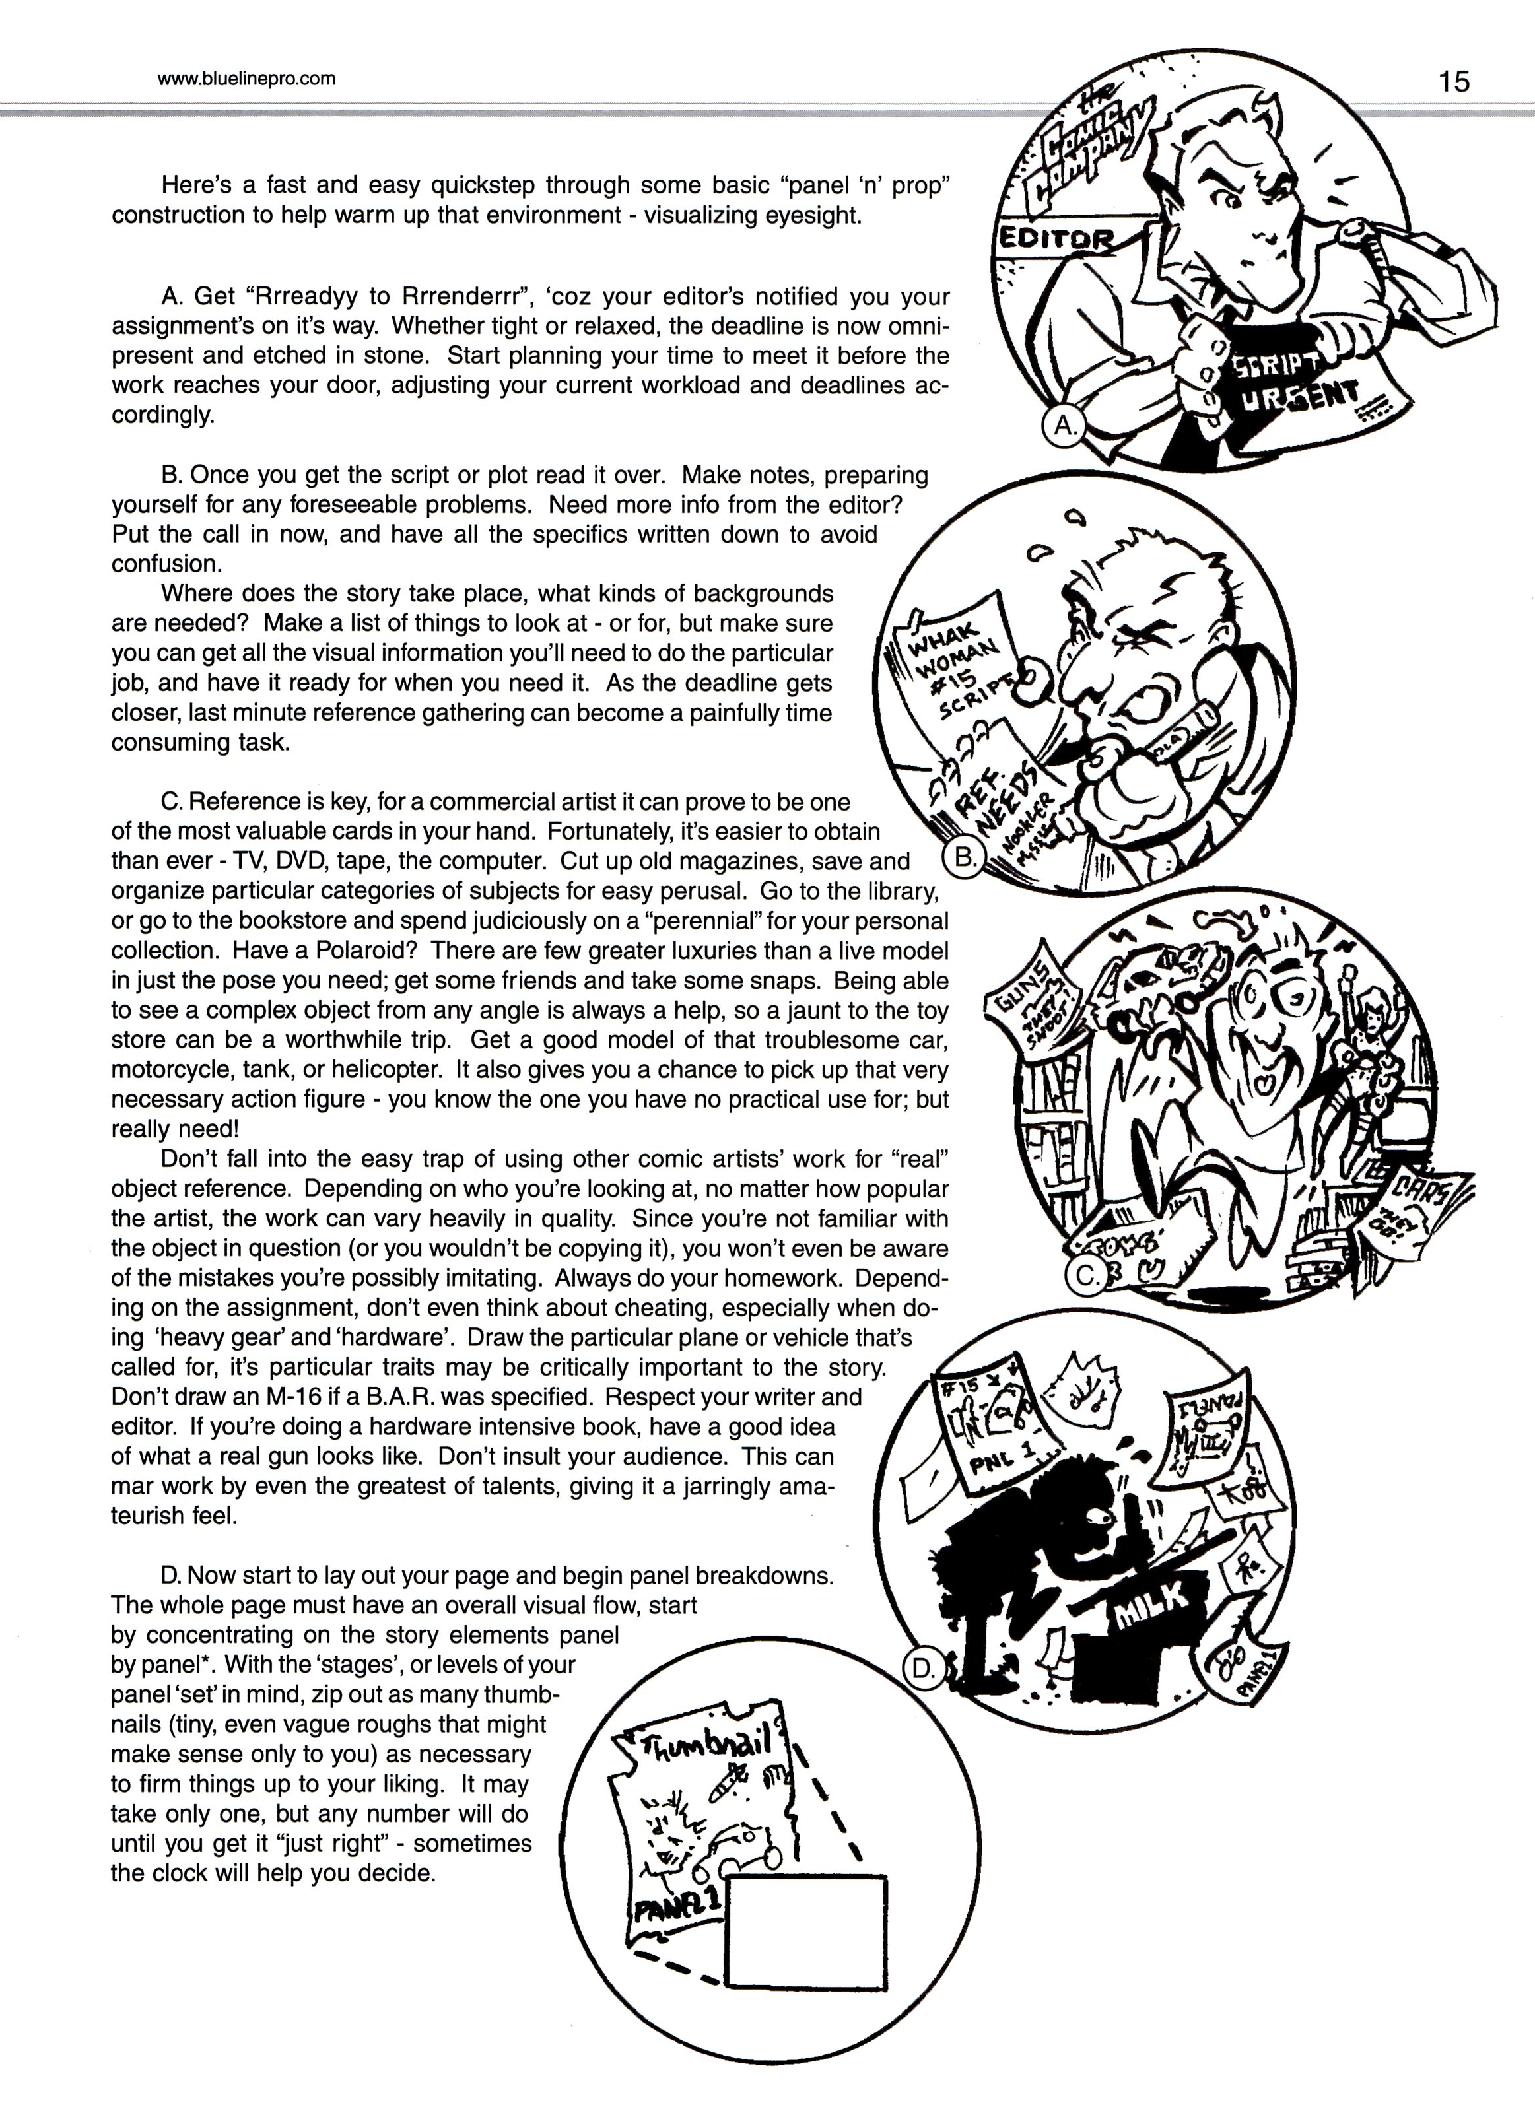 www.bluelinepro.com
15
Here's a fast and easy quickstep through some basic “panel ‘n’ prop”
construction to help warm up that environment - visualizing eyesight.
A. Get “Rrreadyy to Rrrenderrr”, ‘coz your editor's notified you your
assignment's on it's way. Whether tight or relaxed, the deadline is now omni-
present and etched in stone. Start planning your time to meet it before the
work reaches your door, adjusting your current workload and deadlines ac-
cordingly.
B. Once you get the script or plot read it over. Make notes, preparing
yourself for any foreseeable problems. Need more info from the editor?
Put the call in now, and have all the specifics written down to avoid
confusion.
Where does the story take place, what kinds of backgrounds
are needed? Make a list of things to look at - or for, but make sure
you can get all the visual information you'll need to do the particular
job, and have it ready for when you need it. As the deadline gets
closer, last minute reference gathering can become a painfully time
consuming task.
C. Reference is key, for a commercial artist it can prove to be one
of the most valuable cards in your hand. Fortunately, it's easier to obtain
than ever - TV, DVD, tape, the computer. Cut up old magazines, save and
organize particular categories of subjects for easy perusal. Go to the library,
or go to the bookstore and spend judiciously on a “perennial” for your personal
collection. Have a Polaroid? There are few greater luxuries than a live model
in just the pose you need; get some friends and take some snaps. Being able
to see a complex object from any angle is always a help, so a jaunt to the toy
store can be a worthwhile trip. Get a good model of that troublesome car,
motorcycle, tank, or helicopter. It also gives you a chance to pick up that very
necessary action figure - you know the one you have no practical use for; but
really need!
Don't fall into the easy trap of using other comic artists' work for “real”
object reference. Depending on who you're looking at, no matter how popular
the artist, the work can vary heavily in quality. Since you're not familiar with
the object in question (or you wouldn't be copying it), you won't even be aware
of the mistakes you're possibly imitating. Always do your homework. Depend-
ing on the assignment, don't even think about cheating, especially when do-
ing ‘heavy gear’ and ‘hardware’. Draw the particular plane or vehicle that's
called for, it's particular traits may be critically important to the story.
Don't draw an M-16 if a B.A.R. was specified. Respect your writer and
editor. If you're doing a hardware intensive book, have a good idea
of what a real gun looks like. Don't insult your audience. This can
mar work by even the greatest of talents, giving it a jarringly ama-
teurish feel.
D. Now start to lay out your page and begin panel breakdowns.
The whole page must have an overall visual flow, start
by concentrating on the story elements panel
by panel*. With the ‘stages’, or levels of your
panel ‘set’ in mind, zip out as many thumb-
nails (tiny, even vague roughs that might
make sense only to you) as necessary
to firm things up to your liking. It may
take only one, but any number will do
until you get it “just right” - sometimes
the clock will help you decide.
COMIC
COMPANY
EDITOR
SCRIPT
URGENT
A.
WHAK
WOMAN
#15
SCRIPT
REF.
NEEDS
B.
GUNS
THEY
SHOOT!
CARS
THEY
GO!
TOYS
C.
#15
PNL 1
PANEL 1
MILK
PANEL 1
D.
Thumbnail
PANEL 1